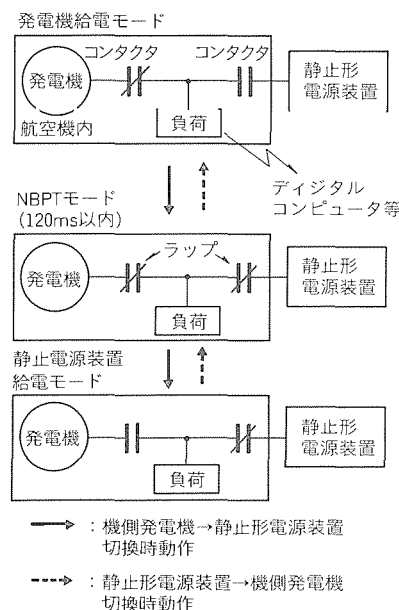 発電機給電モード
コンタクタ
コンタクタ
発電機
航空機内
負荷
静止形
電源装置
ディジタル
コンピュータ等
NBPTモード
(120ms以内)
ラップ
発電機
負荷
静止形
電源装置
静止電源装置
給電モード
発電機
負荷
静止形
電源装置
：機側発電機→静止形電源装置
切換時動作
：静止形電源装置→機側発電機
切換時動作